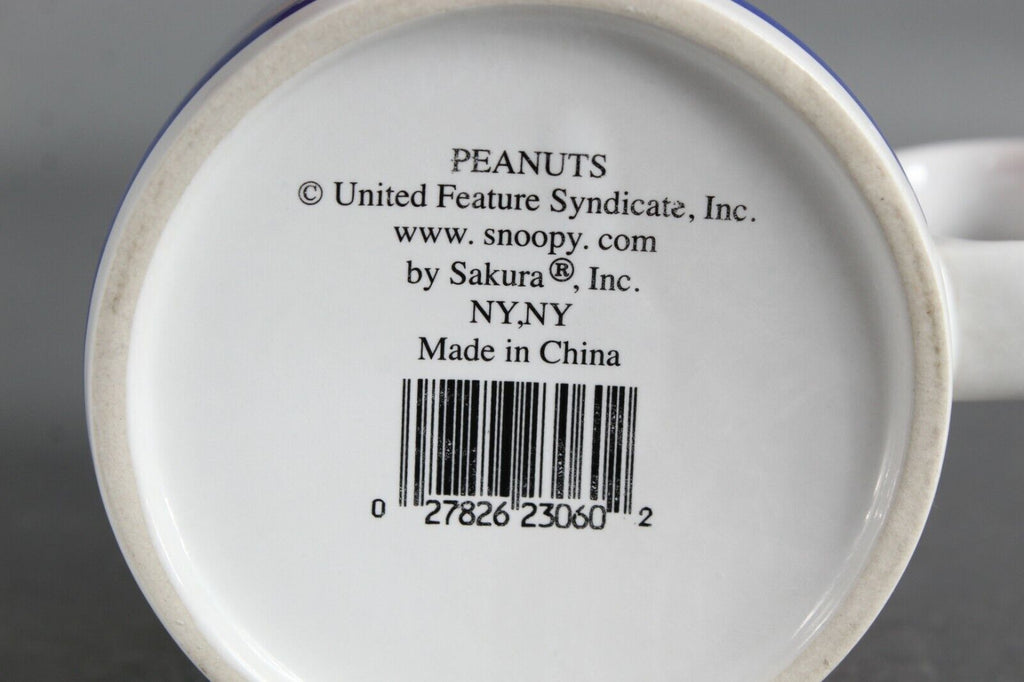 PEANUTS
© United Feature Syndicate, Inc.
www. snoopy. com
by Sakura®, Inc.
NY,NY
Made in China
0 27826 23060 2